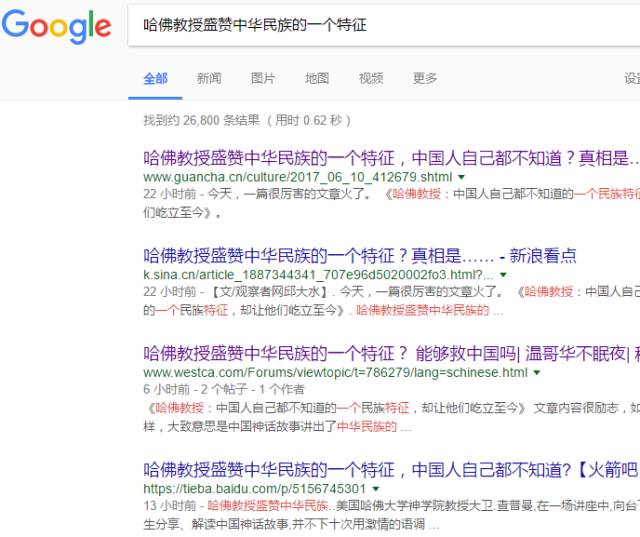 Google
哈佛教授盛赞中华民族的一个特征
全部 新闻 图片 地图 视频 更多
找到约 26,800 条结果 （用时 0.62 秒）
哈佛教授盛赞中华民族的一个特征，中国人自己都不知道？真相是…
www.guancha.cn/culture/2017_06_10_412679.shtml
22 小时前 - 今天，一篇很厉害的文章火了。 《哈佛教授：中国人自己都不知道的一个民族特征
们屹立至今》。
哈佛教授盛赞中华民族的一个特征？真相是…… - 新浪看点
k.sina.cn/article_1887344341_707e96d5020002fo3.html?...
22 小时前 - 【文/观察者网邱大水】. 今天，一篇很厉害的文章火了。 《哈佛教授：中国人自己
的一个民族特征，却让他们屹立至今》. 哈佛教授盛赞中华民族的 ...
哈佛教授盛赞中华民族的一个特征？ 能够救中国吗| 温哥华不眠夜|
www.westca.com/Forums/viewtopic/t=786279/lang=schinese.html
6 小时前 - 2 个帖子 - 1 个作者
《哈佛教授：中国人自己都不知道的一个民族特征，却让他们屹立至今》 文章内容很励志，如
样，大致意思是中国神话故事讲出了中华民族的 ...
哈佛教授盛赞中华民族的一个特征，中国人自己都不知道?【火箭吧
https://tieba.baidu.com/p/5156745301
13 小时前 - 哈佛教授盛赞中华民族..美国哈佛大学神学院教授大卫.查普曼,在一场讲座中,向台下
生分享、解读中国神话故事,并不下十次用激情的语调 ...